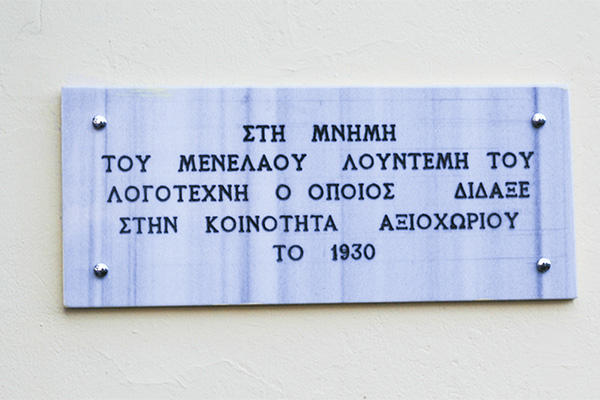 ΣΤΗ ΜΝΗΜΗ
ΤΟΥ ΜΕΝΕΛΑΟΥ ΛΟΥΝΤΕΜΗ ΤΟΥ
ΛΟΓΟΤΕΧΝΗ Ο ΟΠΟΙΟΣ ΔΙΔΑΞΕ
ΣΤΗΝ ΚΟΙΝΟΤΗΤΑ ΑΞΙΟΧΩΡΙΟΥ
ΤΟ 1930